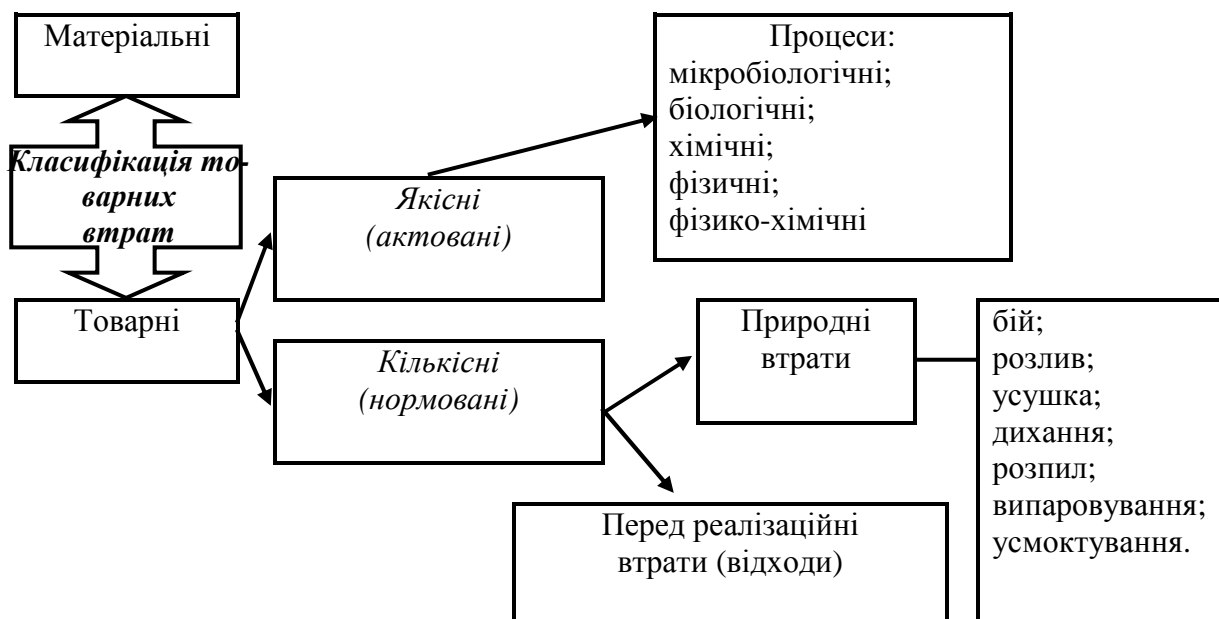 Матеріальні
Класифікація то-
варних
втрат
Товарні
Якісні
(актовані)
Кількісні
(нормовані)
Процеси:
мікробіологічні;
біологічні;
хімічні;
фізичні;
фізико-хімічні
Природні
втрати
Перед реалізаційні
втрати (відходи)
бій;
розлив;
усушка;
дихання;
розпил;
випаровування;
усмоктування.